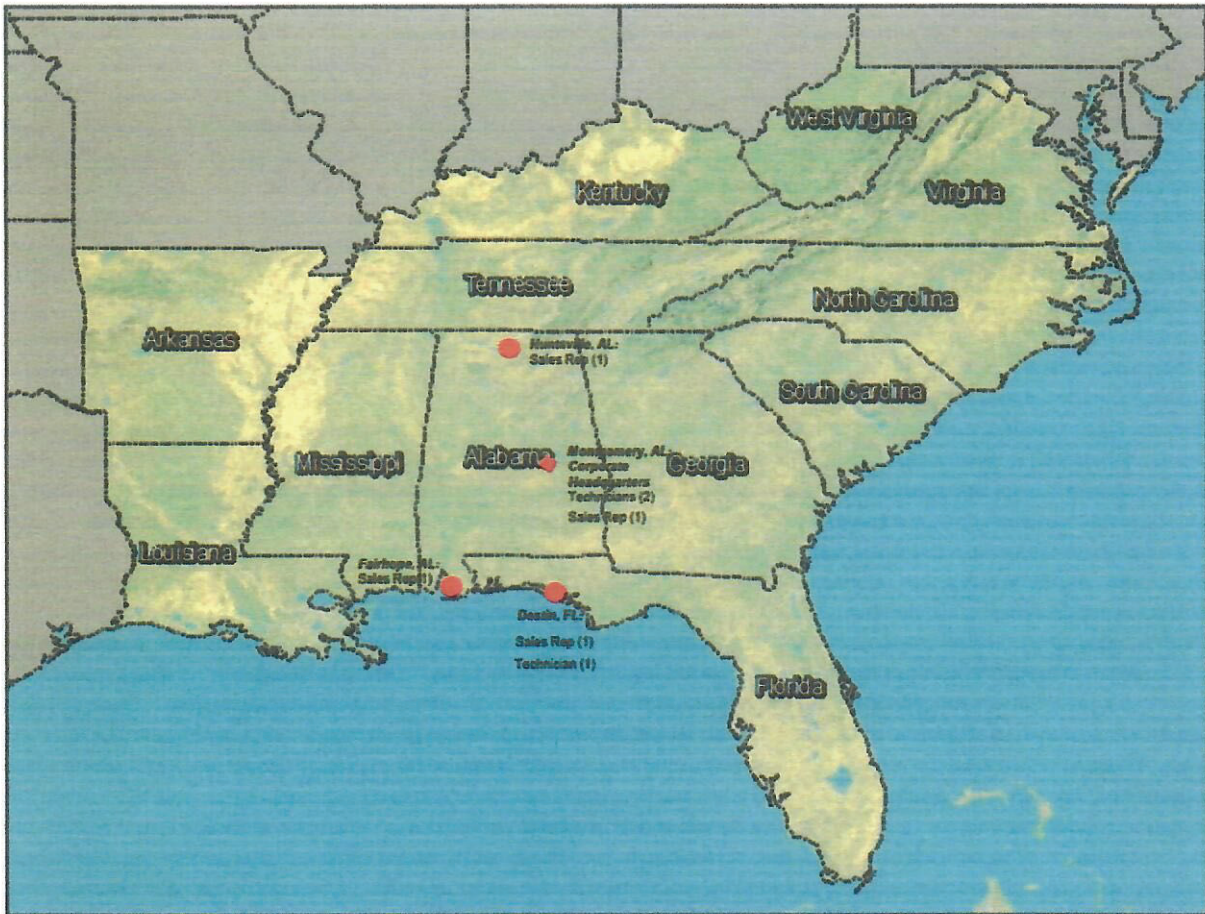 West Virginia
Kentucky
Virginia
Tennessee
North Carolina
Arkansas
Huntsville, AL:
Sales Rep (1)
South Carolina
Mississippi
Alabama
Montgomery, AL:
Corporate
Headquarters
Technicians (2)
Sales Rep (1)
Georgia
Louisiana
Fairhope, AL:
Sales Rep(1)
Destin, FL:
Sales Rep (1)
Technician (1)
Florida